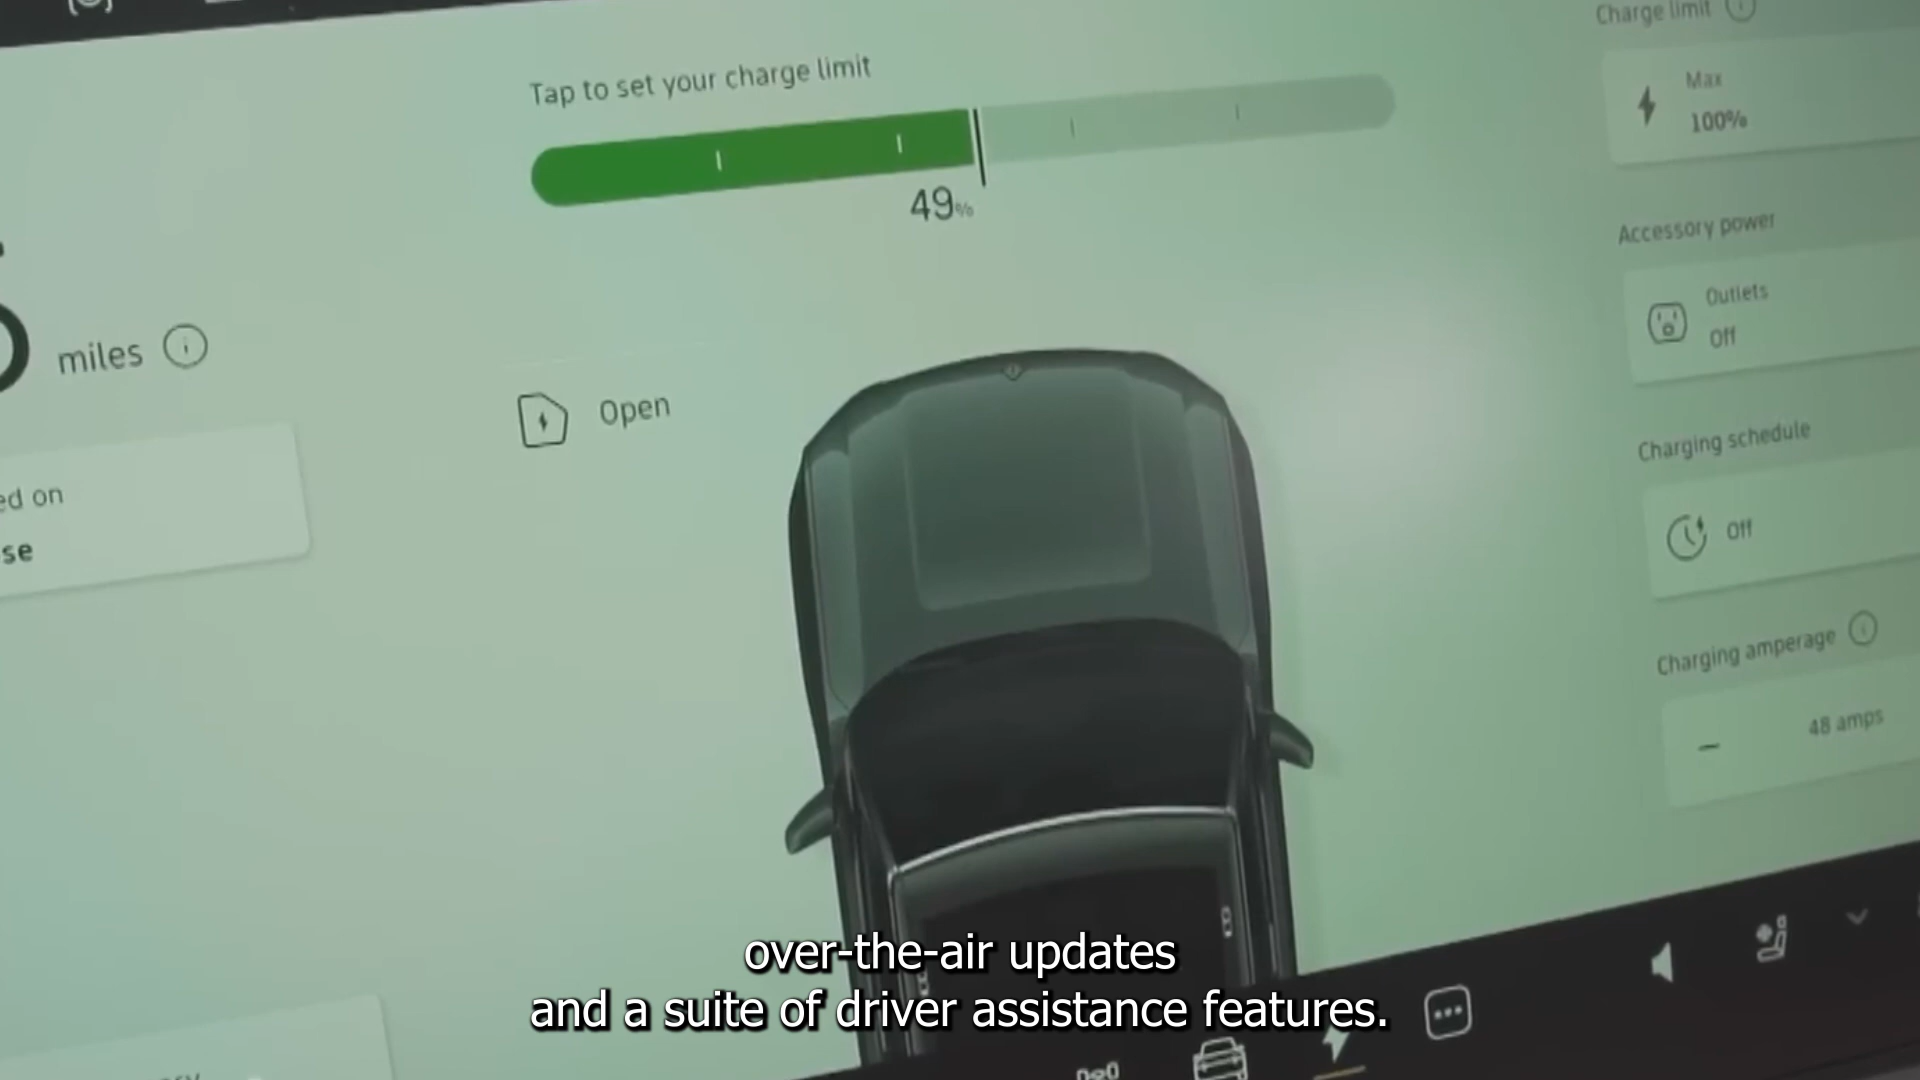 Charge limit
Tap to set your charge limit
Max
100%
49%
Accessory power
Outlets
Off
miles
Open
Charging schedule
ed on
se
Off
Charging amperage
48 amps
over-the-air updates
and a suite of driver assistance features.